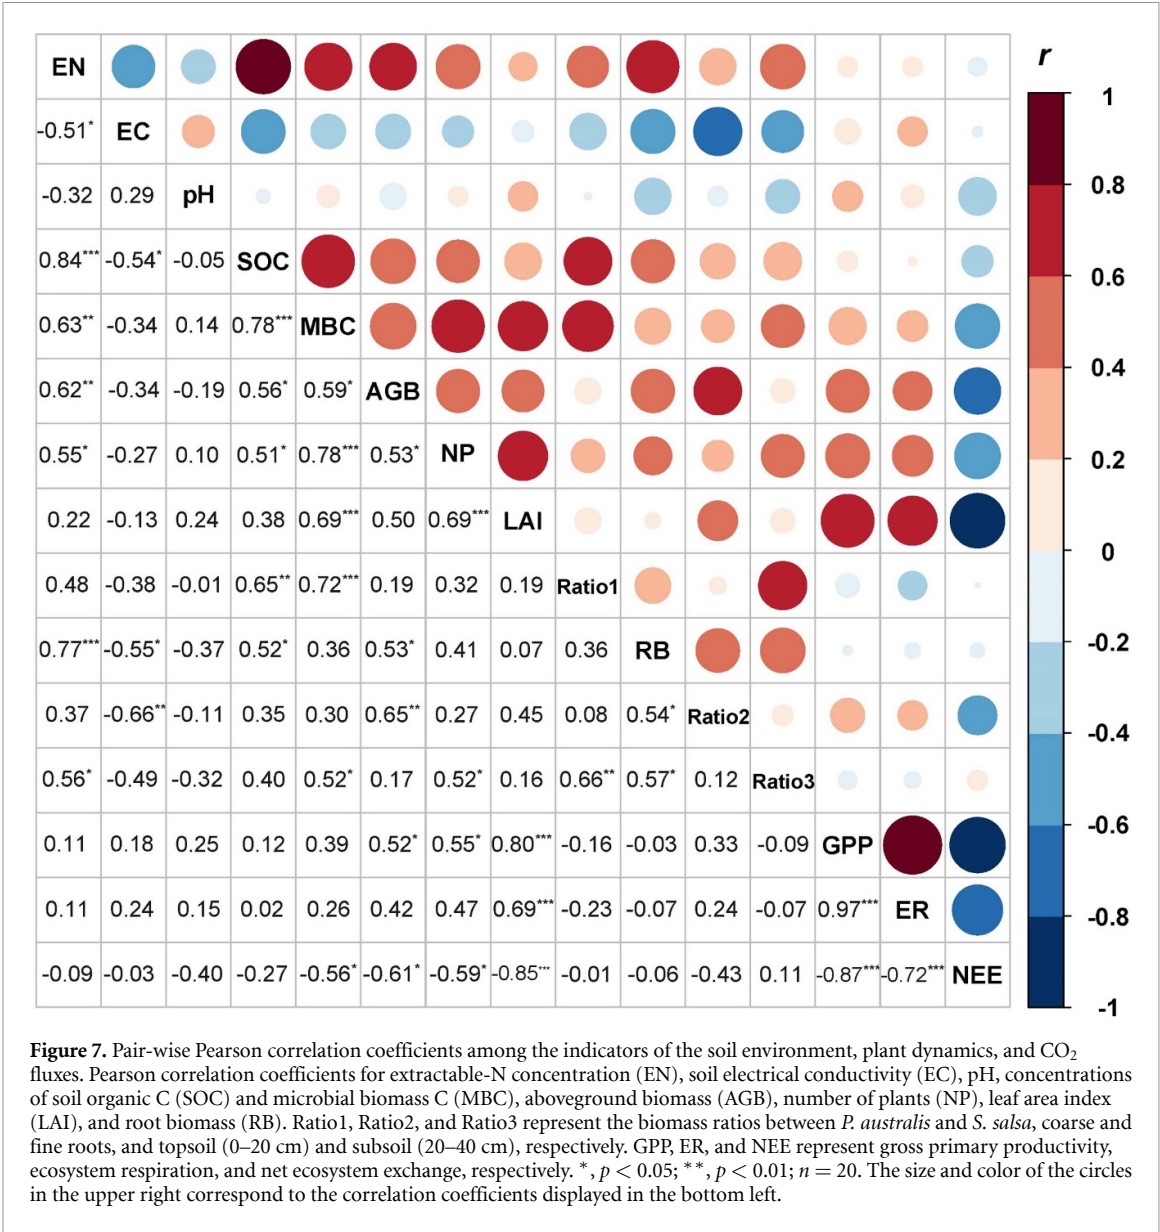 EN
r
1
-0.51* EC
0.8
-0.32 0.29 pH
0.84*** -0.54* -0.05 SOC
0.6
0.63** -0.34 0.14 0.78*** MBC
0.4
0.62** -0.34 -0.19 0.56* 0.59* AGB
0.55* -0.27 0.10 0.51* 0.78*** 0.53* NP
0.2
0.22 -0.13 0.24 0.38 0.69*** 0.50 0.69*** LAI
0
0.48 -0.38 -0.01 0.65** 0.72*** 0.19 0.32 0.19 Ratio1
0.77*** -0.55* -0.37 0.52* 0.36 0.53* 0.41 0.07 0.36 RB
-0.2
0.37 -0.66** -0.11 0.35 0.30 0.65** 0.27 0.45 0.08 0.54* Ratio2
-0.4
0.56* -0.49 -0.32 0.40 0.52* 0.17 0.52* 0.16 0.66** 0.57* 0.12 Ratio3
-0.6
0.11 0.18 0.25 0.12 0.39 0.52* 0.55* 0.80*** -0.16 -0.03 0.33 -0.09 GPP
0.11 0.24 0.15 0.02 0.26 0.42 0.47 0.69*** -0.23 -0.07 0.24 -0.07 0.97*** ER
-0.8
-0.09 -0.03 -0.40 -0.27 -0.56* -0.61* -0.59* -0.85*** -0.01 -0.06 -0.43 0.11 -0.87*** -0.72*** NEE
-1
Figure 7. Pair-wise Pearson correlation coefficients among the indicators of the soil environment, plant dynamics, and CO₂
fluxes. Pearson correlation coefficients for extractable-N concentration (EN), soil electrical conductivity (EC), pH, concentrations
of soil organic C (SOC) and microbial biomass C (MBC), aboveground biomass (AGB), number of plants (NP), leaf area index
(LAI), and root biomass (RB). Ratio1, Ratio2, and Ratio3 represent the biomass ratios between P. australis and S. salsa, coarse and
fine roots, and topsoil (0–20 cm) and subsoil (20–40 cm), respectively. GPP, ER, and NEE represent gross primary productivity,
ecosystem respiration, and net ecosystem exchange, respectively. *, p < 0.05; **, p < 0.01; n = 20. The size and color of the circles
in the upper right correspond to the correlation coefficients displayed in the bottom left.